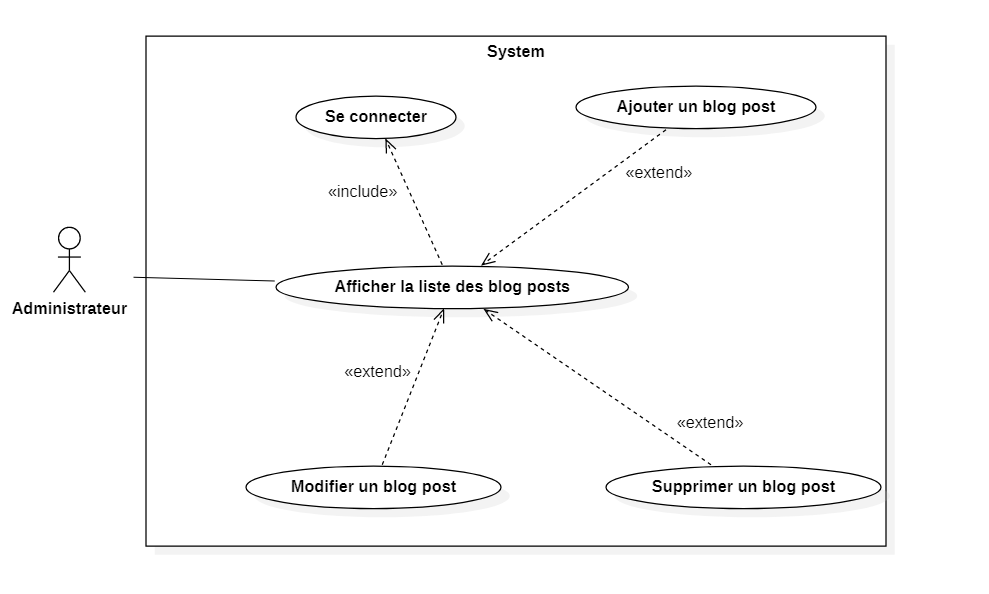 System
Se connecter
Ajouter un blog post
«extend»
«include»
Afficher la liste des blog posts
Administrateur
«extend»
«extend»
Modifier un blog post
Supprimer un blog post